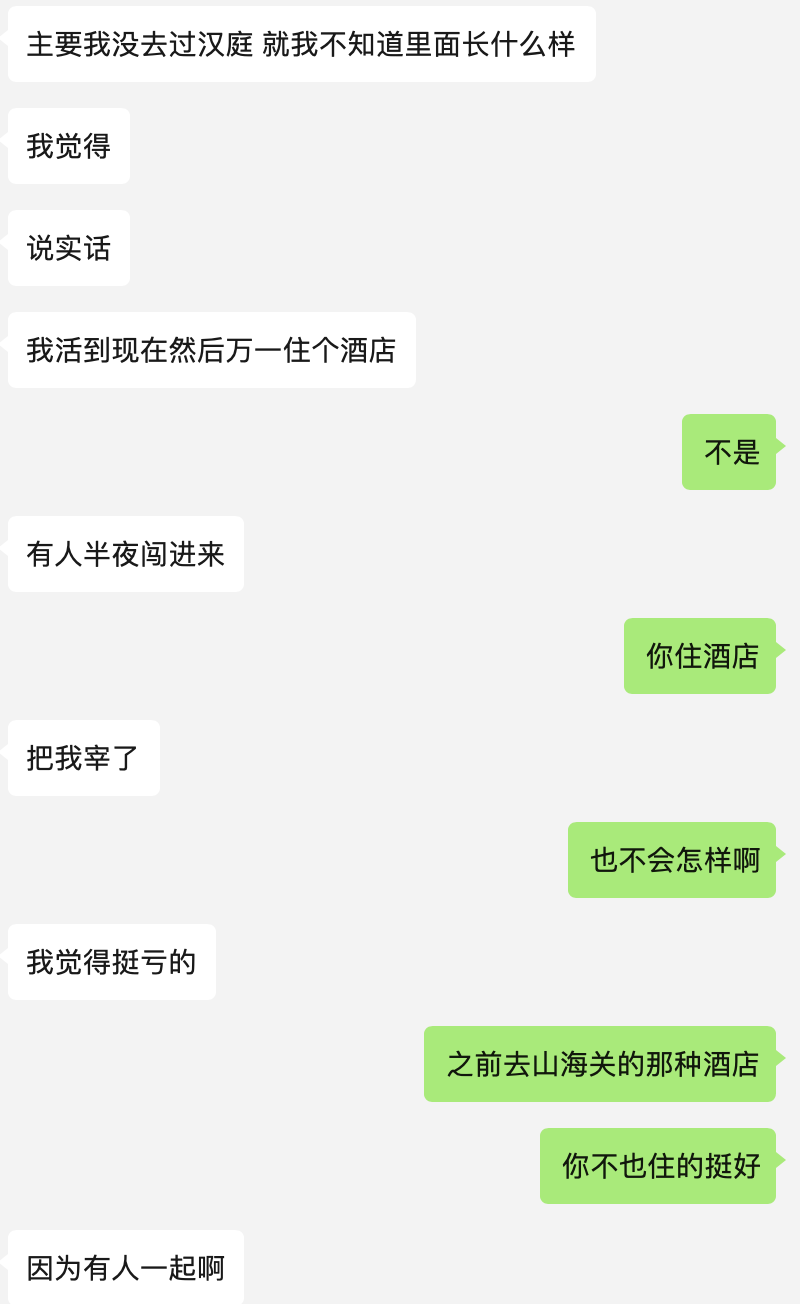 主要我没去过汉庭 就我不知道里面长什么样
我觉得
说实话
我活到现在然后万一住个酒店
不是
有人半夜闯进来
你住酒店
把我宰了
也不会怎样啊
我觉得挺亏的
之前去山海关的那种酒店
你不也住的挺好
因为有人一起啊